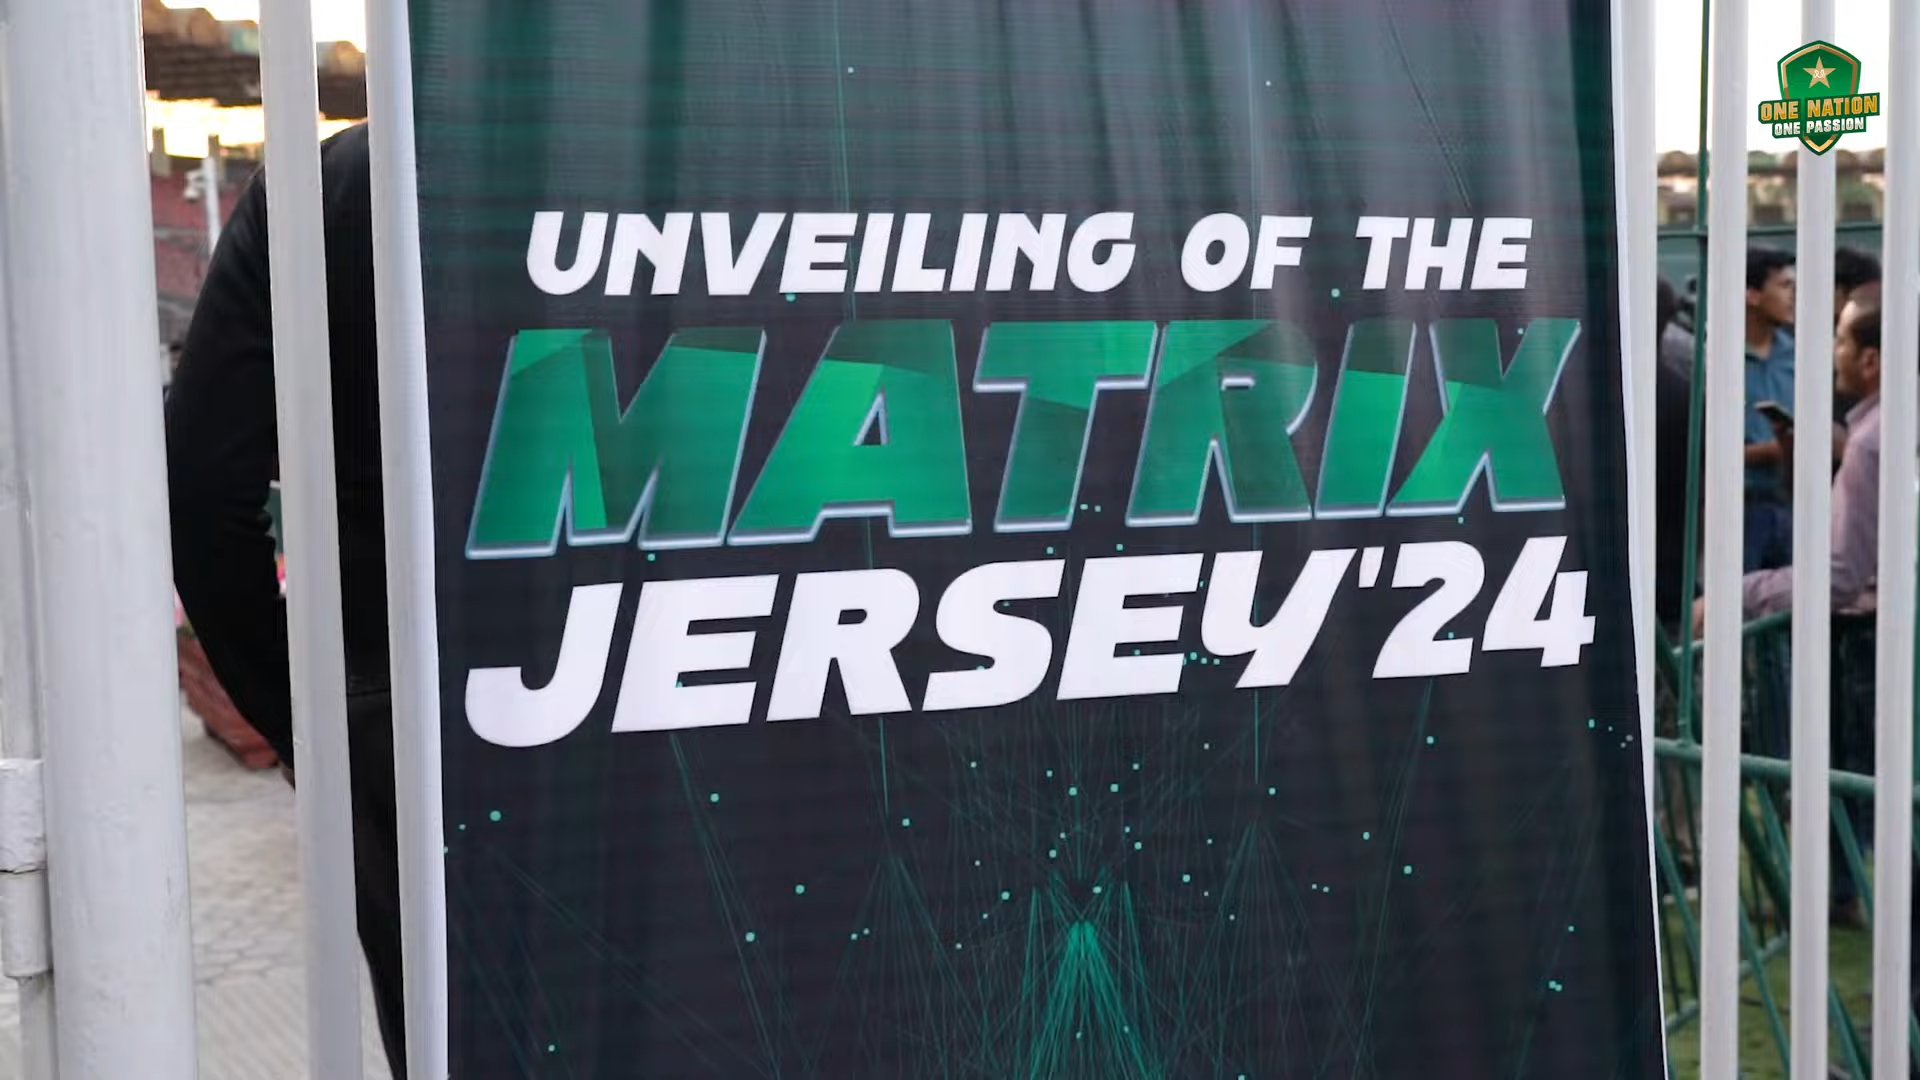 ONE NATION
ONE PASSION
UNVEILING OF THE
MATRIX
JERSEY'24